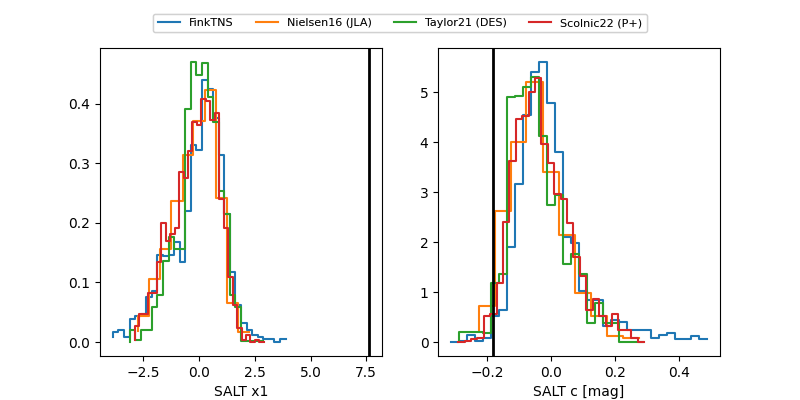 FinkTNS Nielsen16 (JLA) Taylor21 (DES) Scolnic22 (P+)
0.4
0.3
0.2
0.1
0.0
−2.5 0.0 2.5 5.0 7.5
SALT x1
5
4
3
2
1
0
−0.2 0.0 0.2 0.4
SALT c [mag]